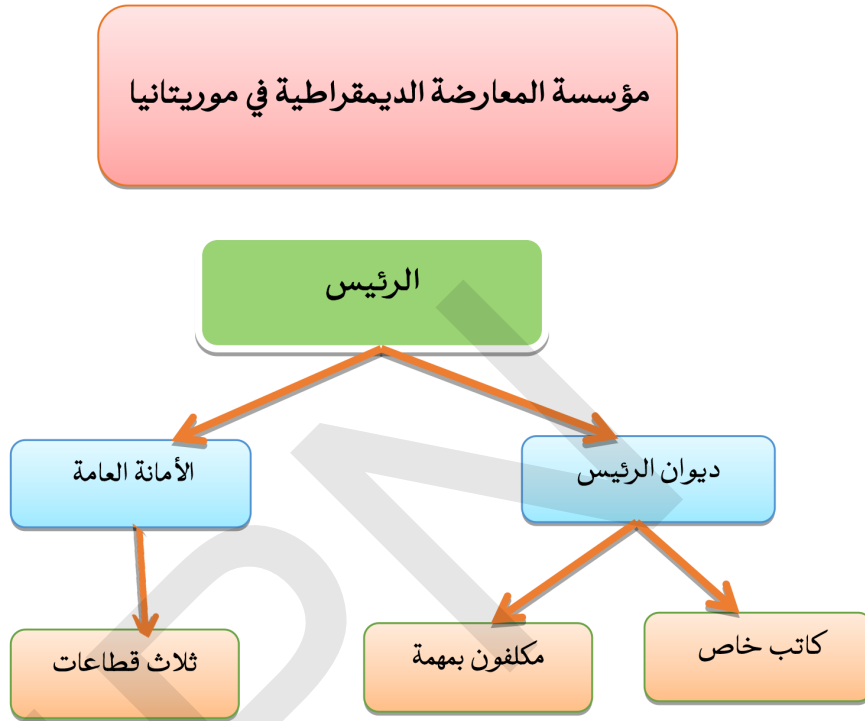 مؤسسة المعارضة الديمقراطية في موريتانيا
الرئيس
ديوان الرئيس
الأمانة العامة
كاتب خاص
مكلفون بمهمة
ثلاث قطاعات